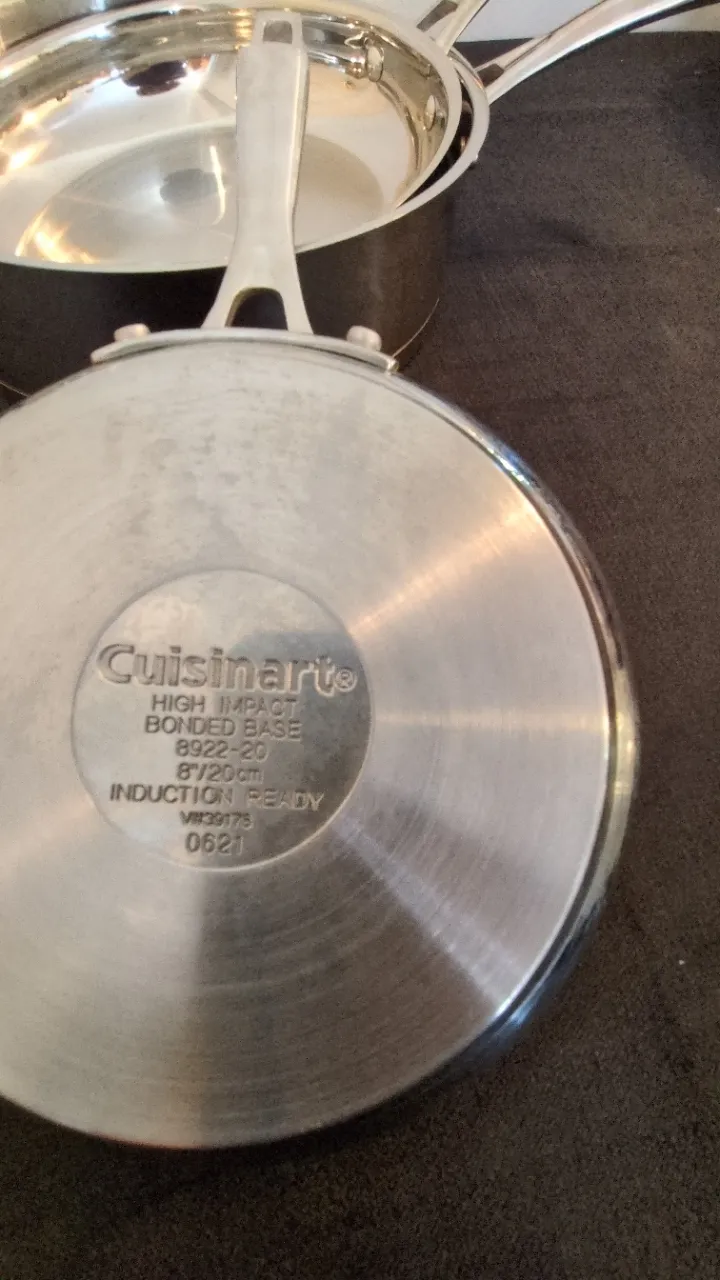 Cuisinart®
HIGH IMPACT
BONDED BASE
8922-20
8"/20cm
INDUCTION READY
0621